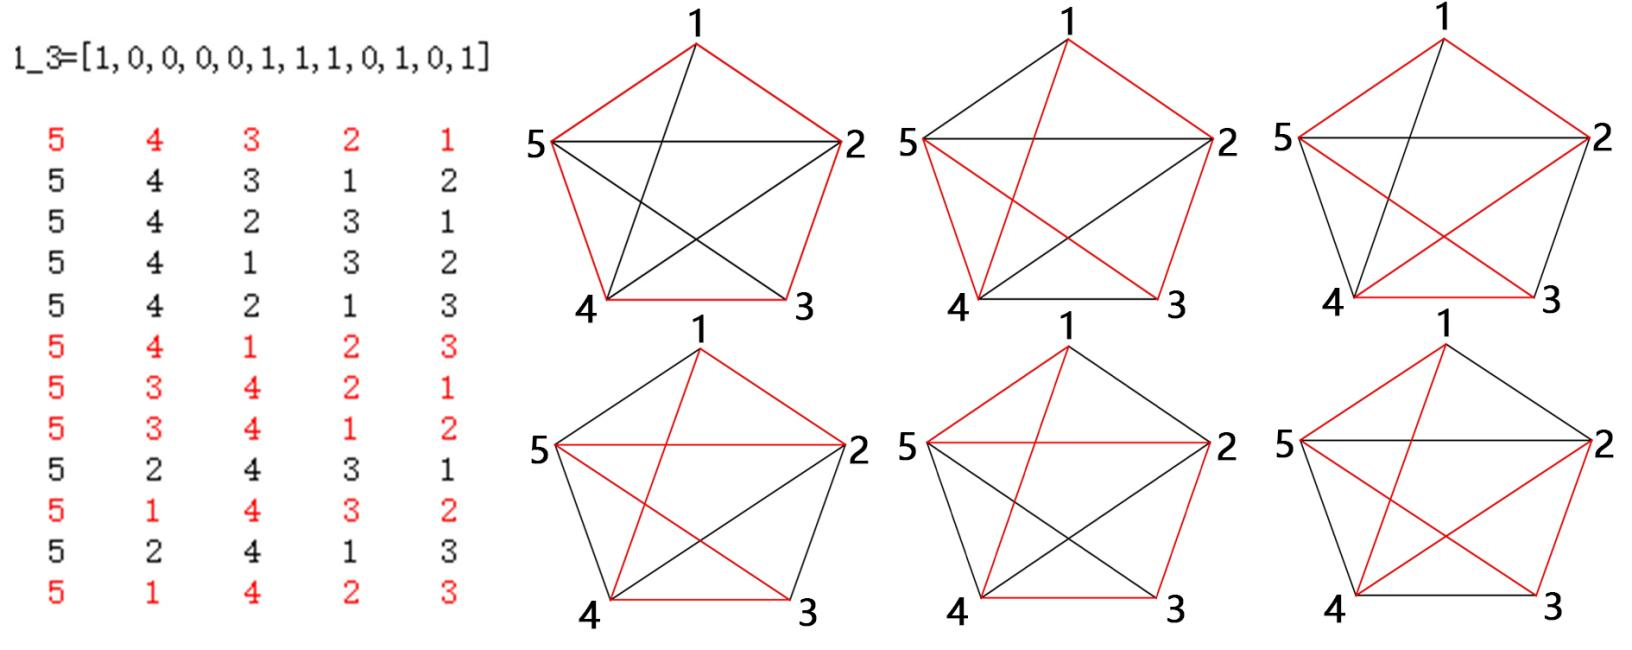 l_3=[1,0,0,0,0,1,1,1,0,1,0,1]
5 4 3 2 1
5 4 3 1 2
5 4 2 3 1
5 4 1 3 2
5 4 2 1 3
5 4 1 2 3
5 3 4 2 1
5 3 4 1 2
5 2 4 3 1
5 1 4 3 2
5 2 4 1 3
5 1 4 2 3
1 1 1
5 2 5 2 5 2
4 3 4 3 4 3
1 1 1
5 2 5 2 5 2
4 3 4 3 4 3